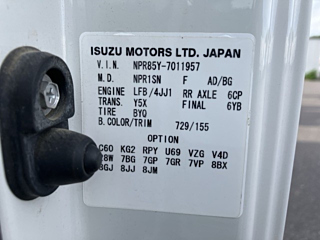 ISUZU MOTORS LTD. JAPAN
V.I.N. NPR85Y-7011957
M.D. NPR1SN F AD/BG
ENGINE LFB/4JJ1 RR AXLE 6CP
TRANS. Y5X FINAL 6YB
TIRE BYQ
B.COLOR/TRIM 729/155
OPTION
C60 KG2 RPY U69 VZG V4D
28W 7BG 7GP 7GR 7VP 8BX
8GJ 8JJ 8JM